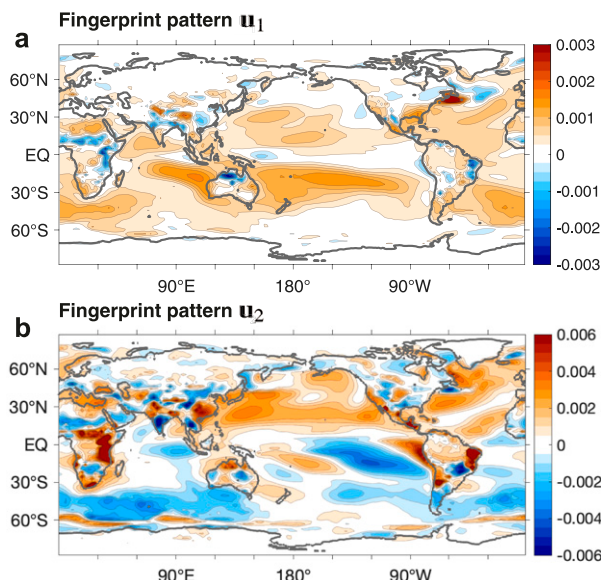 Fingerprint pattern u1
a
60°N
30°N
EQ
30°S
60°S
90°E 180° 90°W
0.003
0.002
0.001
0
-0.001
-0.002
-0.003
Fingerprint pattern u2
b
60°N
30°N
EQ
30°S
60°S
90°E 180° 90°W
0.006
0.004
0.002
0
-0.002
-0.004
-0.006